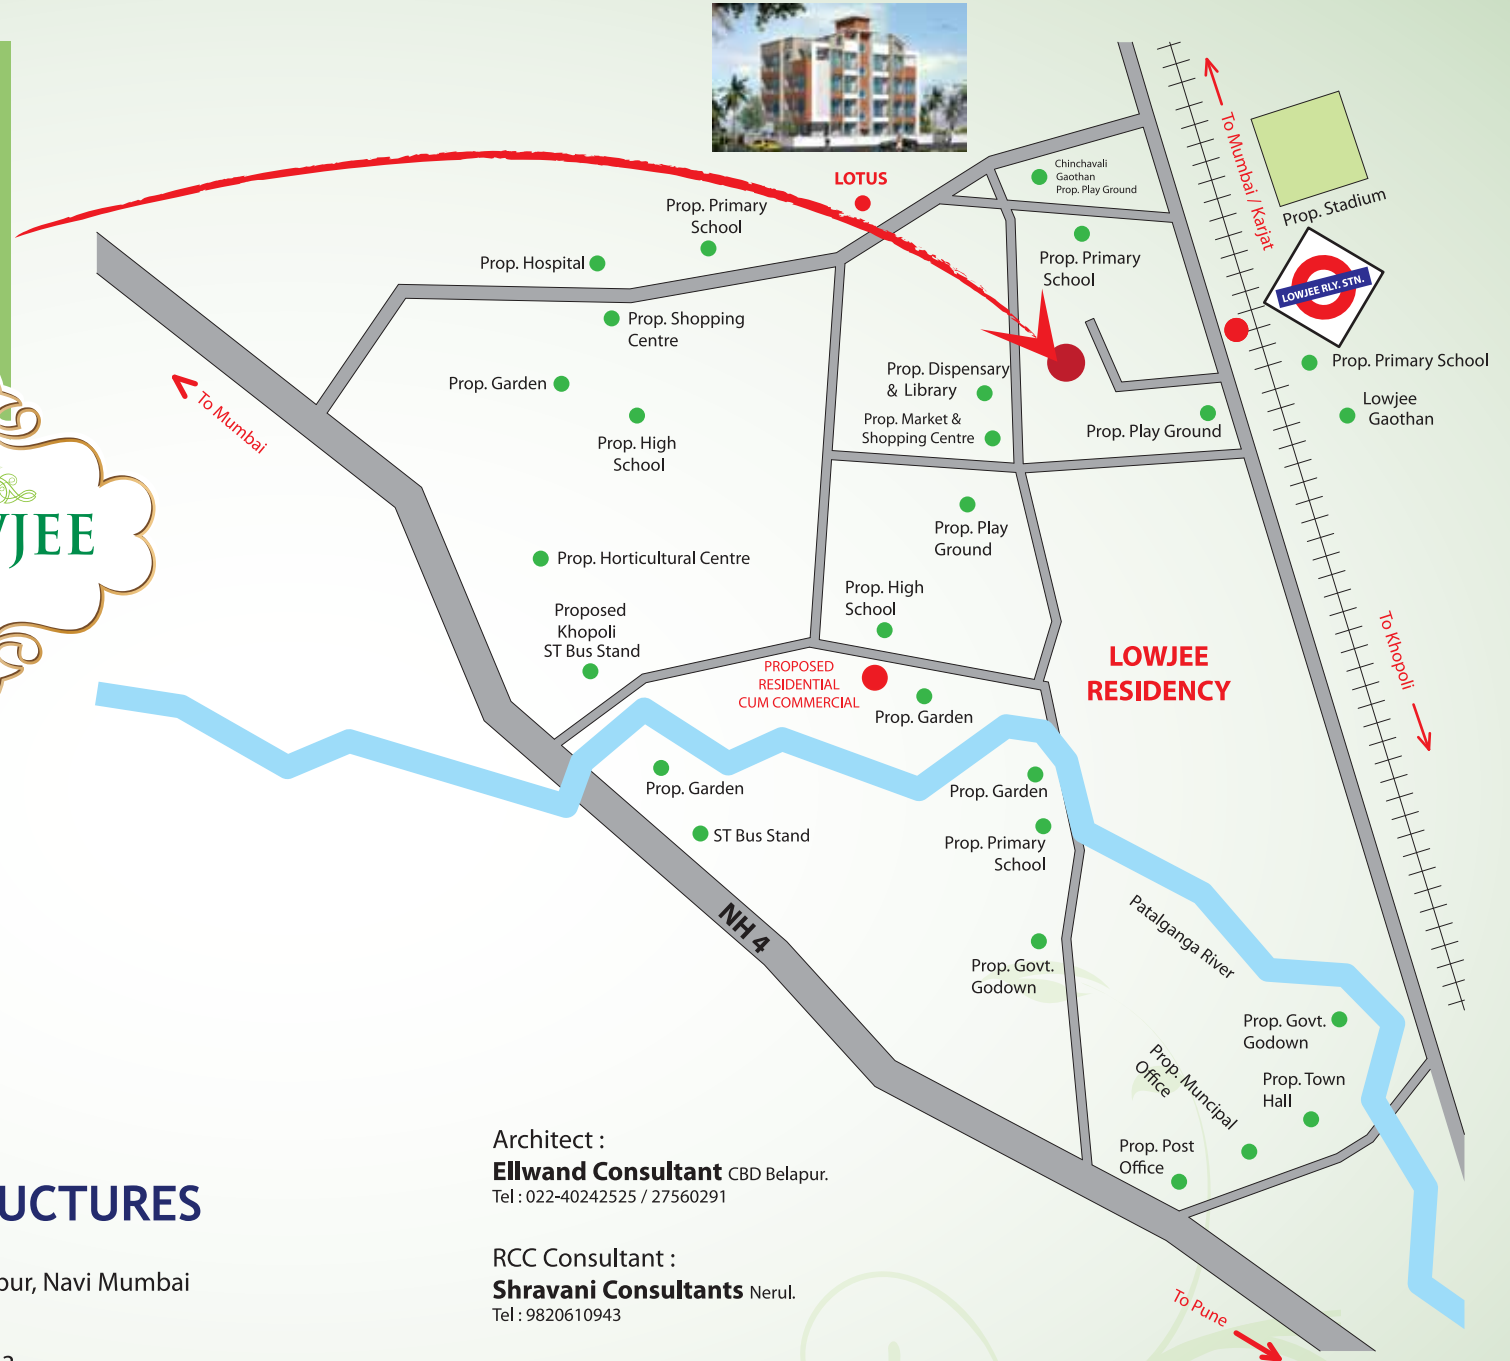 LOTUS
Prop. Primary
School
Prop. Hospital
Prop. Shopping
Centre
Prop. Garden
Prop. High
School
To Mumbai
Chinchavali
Gaothan
Prop. Play Ground
Prop. Primary
School
To Mumbai / Karjat
Prop. Stadium
LOWJEE RLY. STN.
Prop. Primary School
Lowjee
Gaothan
Prop. Dispensary
& Library
Prop. Market &
Shopping Centre
Prop. Play Ground
Prop. Play
Ground
Prop. Horticultural Centre
Proposed
Khopoli
ST Bus Stand
Prop. High
School
PROPOSED
RESIDENTIAL
CUM COMMERCIAL
Prop. Garden
LOWJEE
RESIDENCY
To Khopoli
Prop. Garden
ST Bus Stand
Prop. Garden
Prop. Primary
School
NH 4
Patalganga River
Prop. Govt.
Godown
Prop. Govt.
Godown
Prop. Town
Hall
Prop. Muncipal
Office
Prop. Post
Office
To Pune
Architect :
Ellwand Consultant CBD Belapur.
Tel : 022-40242525 / 27560291
RCC Consultant :
Shravani Consultants Nerul.
Tel : 9820610943
JEE
UCTURES
pur, Navi Mumbai